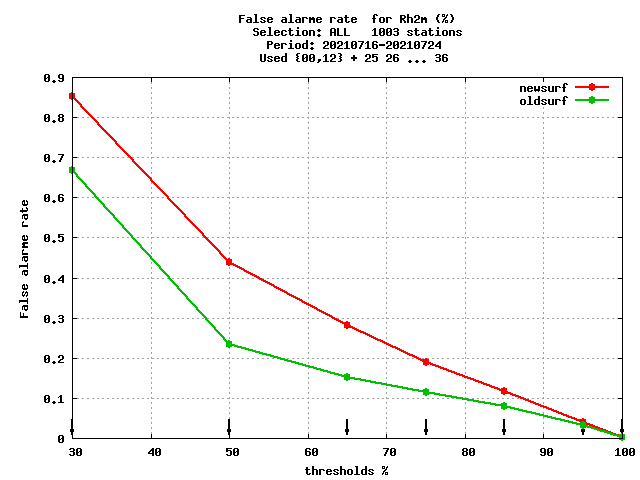 False alarme rate  for Rh2m (%)
Selection: ALL   1003 stations
Period: 20210716-20210724
Used {00,12} + 25 26 ... 36
newsurf
oldsurf
0.9
0.8
0.7
0.6
0.5
0.4
0.3
0.2
0.1
0
False alarme rate
30 40 50 60 70 80 90 100
thresholds %